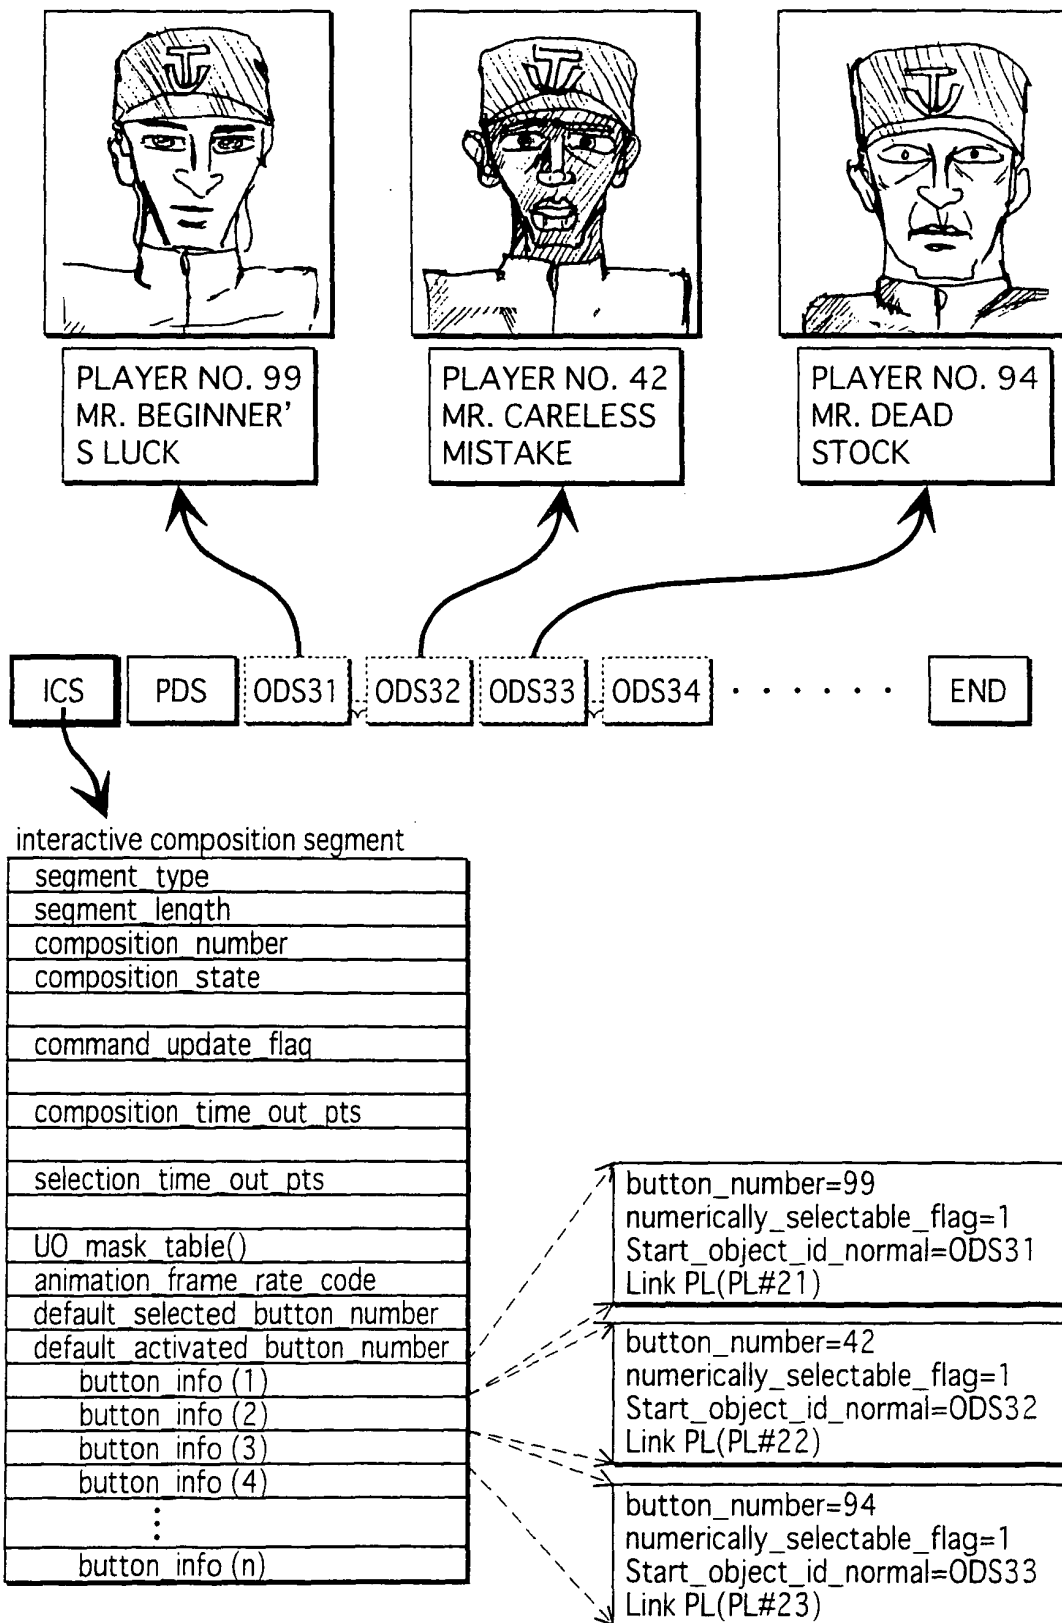 PLAYER NO. 99
MR. BEGINNER'
S LUCK
PLAYER NO. 42
MR. CARELESS
MISTAKE
PLAYER NO. 94
MR. DEAD
STOCK
ICS
PDS
ODS31
ODS32
ODS33
ODS34
. . . . . . .
END
interactive composition segment
segment_type
segment_length
composition_number
composition_state
command_update_flag
composition_time_out_pts
selection_time_out_pts
UO_mask_table()
animation_frame_rate_code
default_selected_button_number
default_activated_button_number
button_info (1)
button_info (2)
button_info (3)
button_info (4)
⋮
button_info (n)
button_number=99
numerically_selectable_flag=1
Start_object_id_normal=ODS31
Link PL(PL#21)
button_number=42
numerically_selectable_flag=1
Start_object_id_normal=ODS32
Link PL(PL#22)
button_number=94
numerically_selectable_flag=1
Start_object_id_normal=ODS33
Link PL(PL#23)